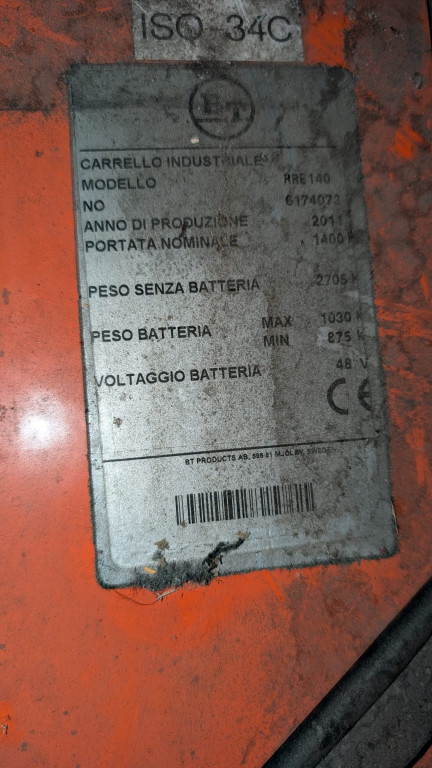 ISO 34C
BT
CARRELLO INDUSTRIALE
MODELLO RRE140
NO 6174073
ANNO DI PRODUZIONE 2011
PORTATA NOMINALE 1400 K
PESO SENZA BATTERIA 2705 K
PESO BATTERIA MAX 1030 K
MIN 875 K
VOLTAGGIO BATTERIA 48 V
CE
BT PRODUCTS AB, 595 81 MJÖLBY, SWEDEN